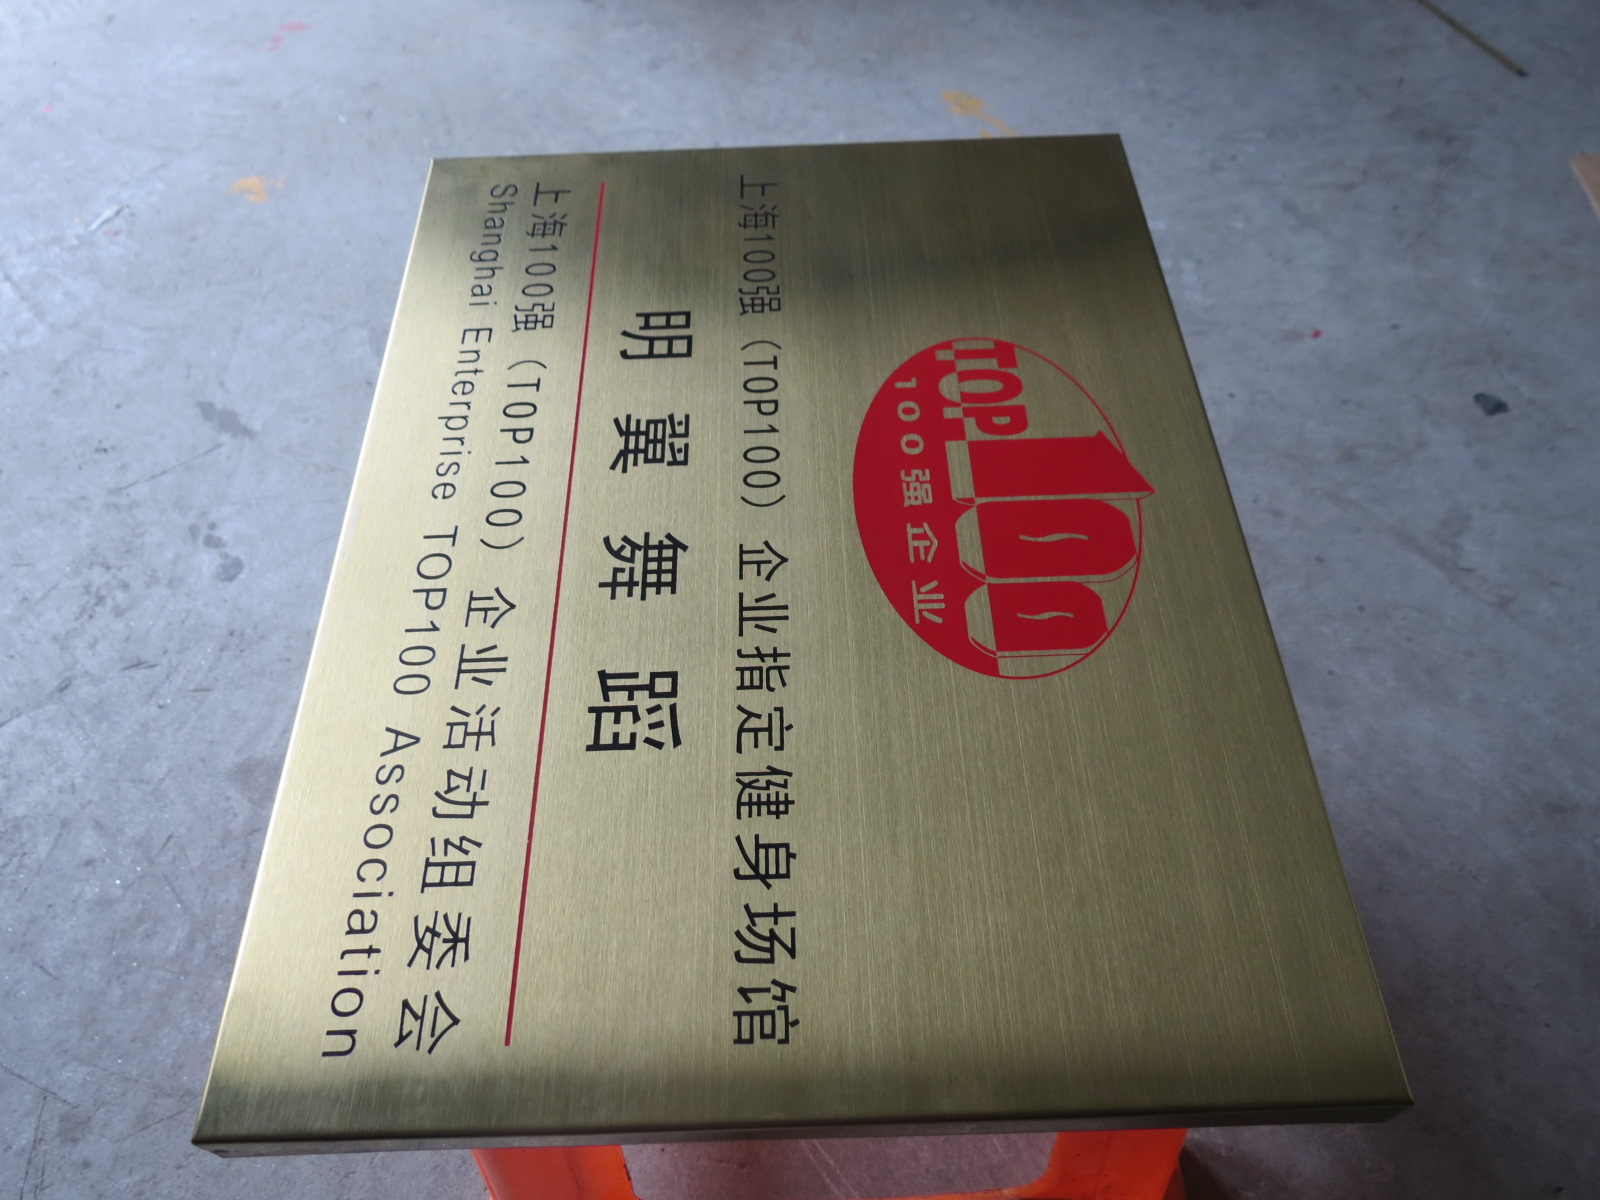 TOP
100
100强企业
上海100强（TOP100）企业指定健身场馆
明翼舞蹈
上海100强（TOP100）企业活动组委会
Shanghai Enterprise TOP100 Association